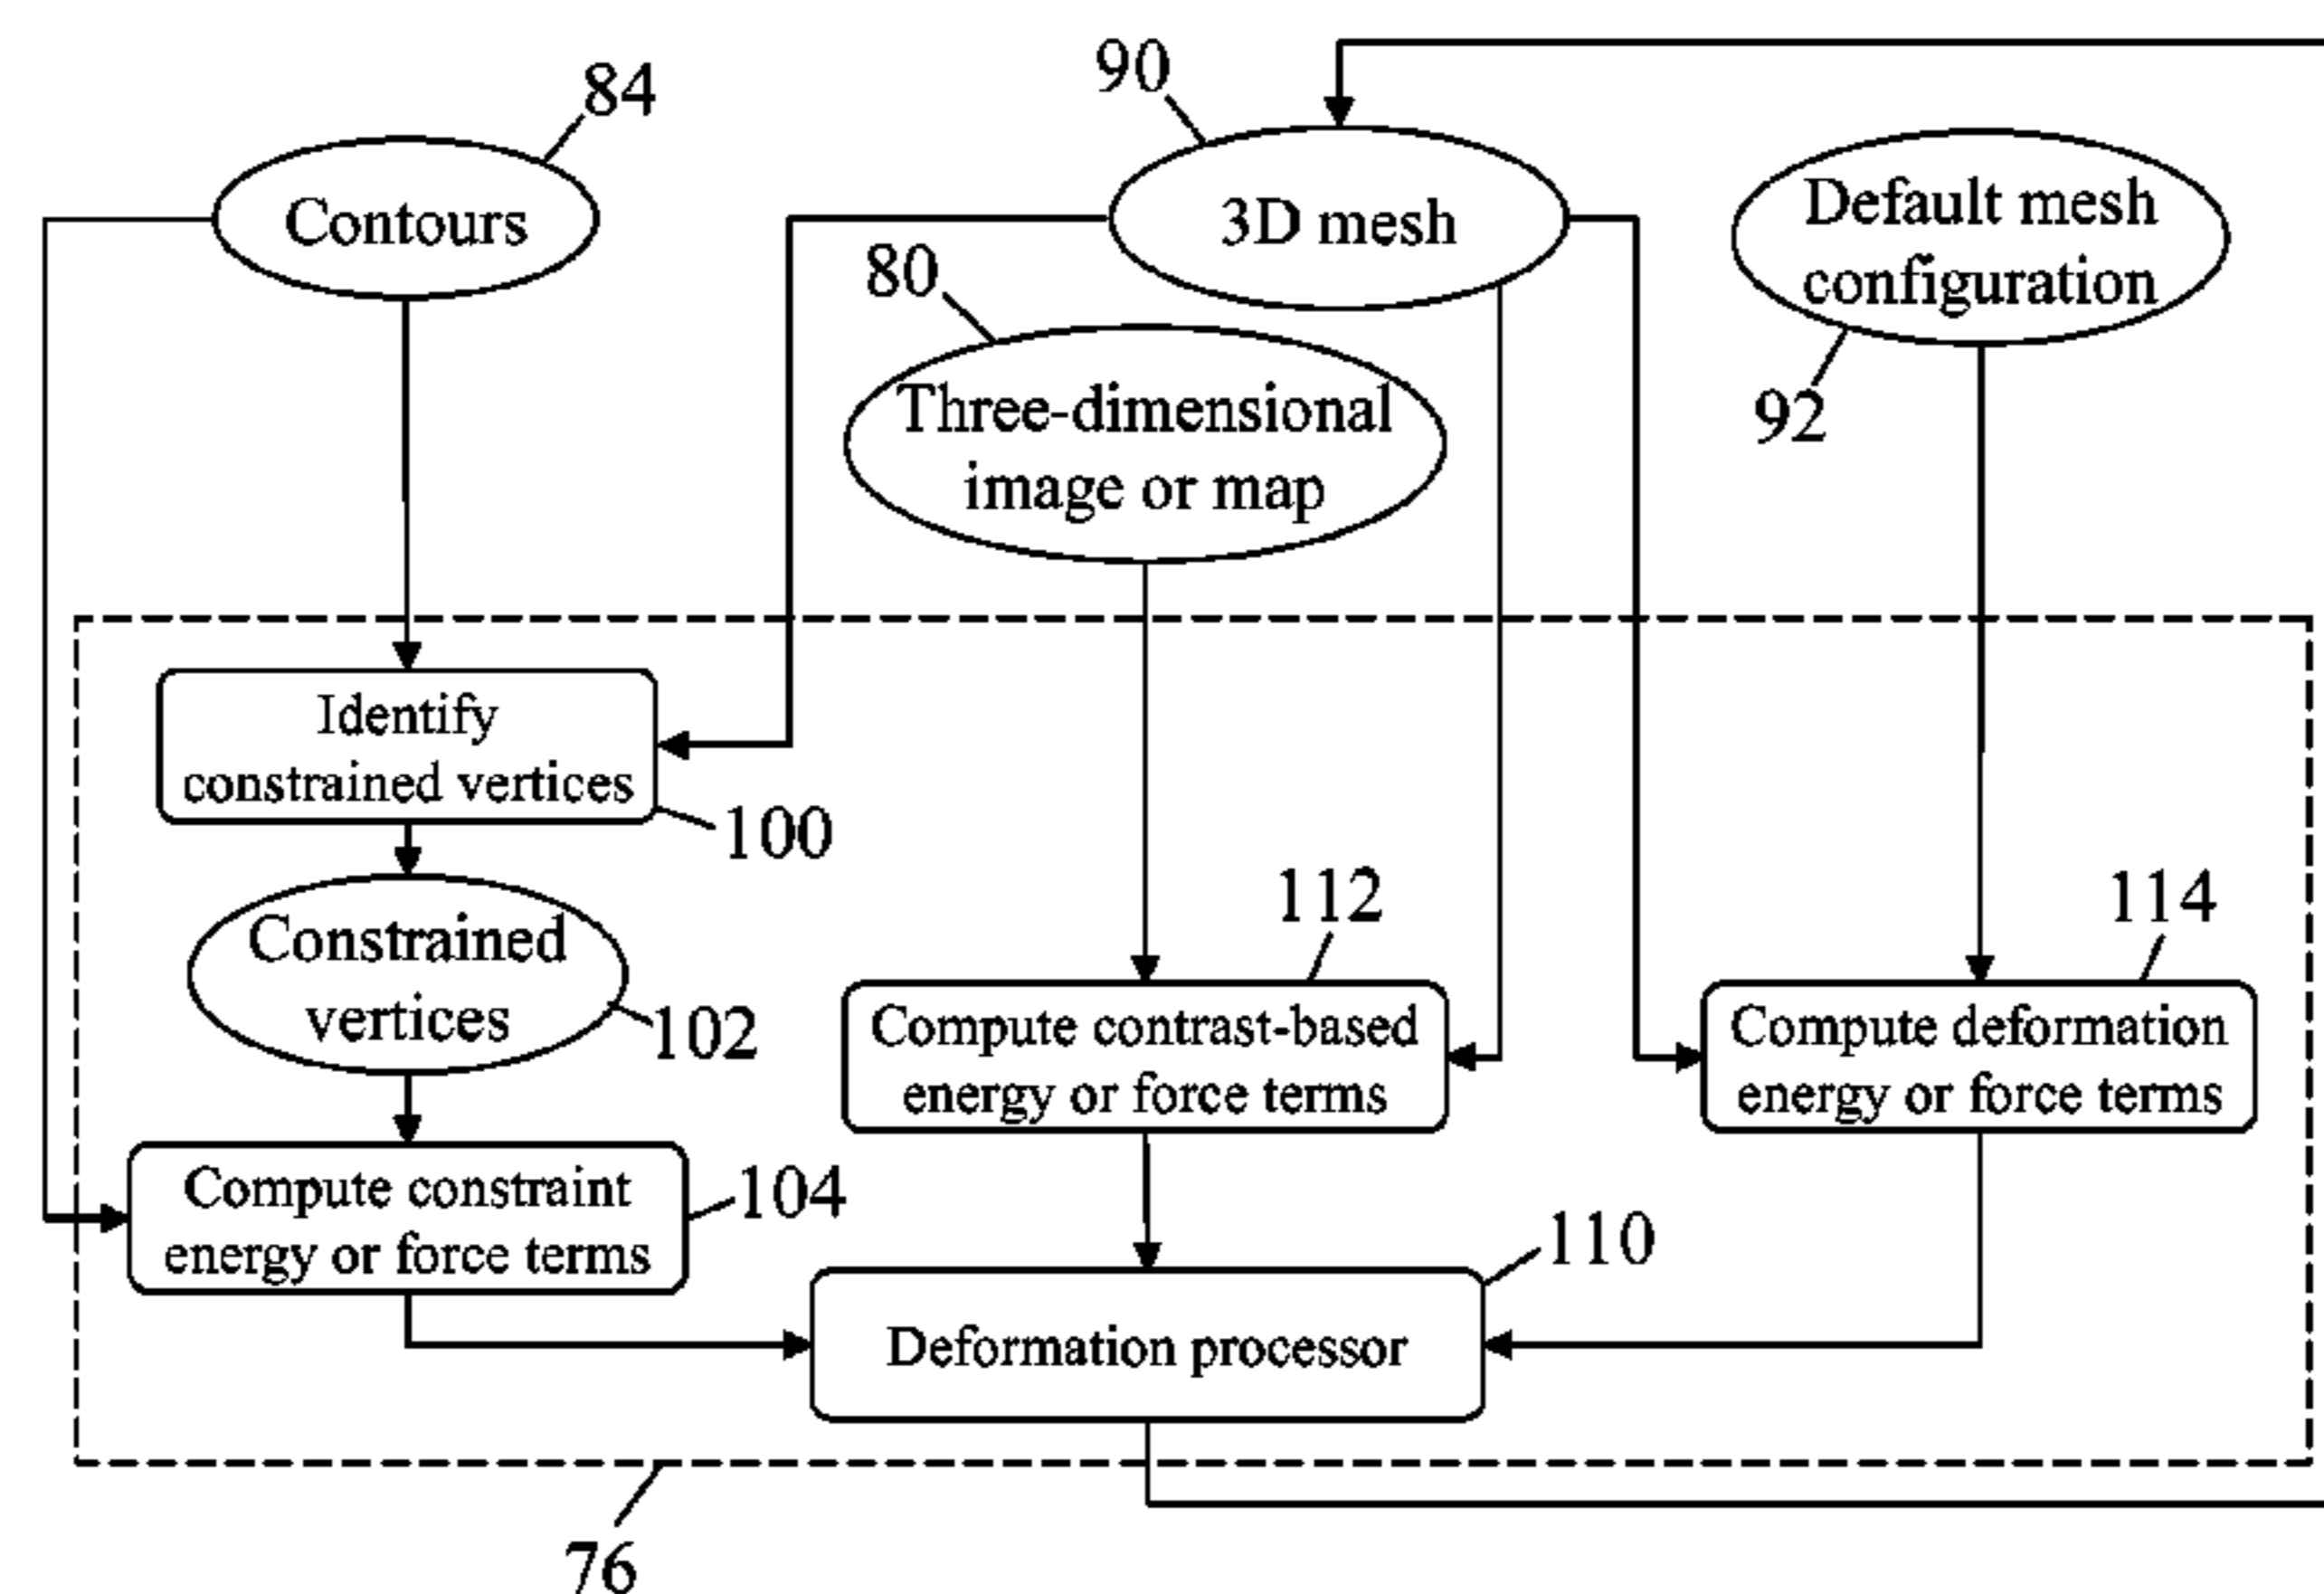 84
90
Contours
3D mesh
Default mesh
configuration
80
Three-dimensional
image or map
92
Identify
constrained vertices
100
Constrained
vertices
102
112
114
Compute contrast-based
energy or force terms
Compute deformation
energy or force terms
Compute constraint
energy or force terms
104
110
Deformation processor
76